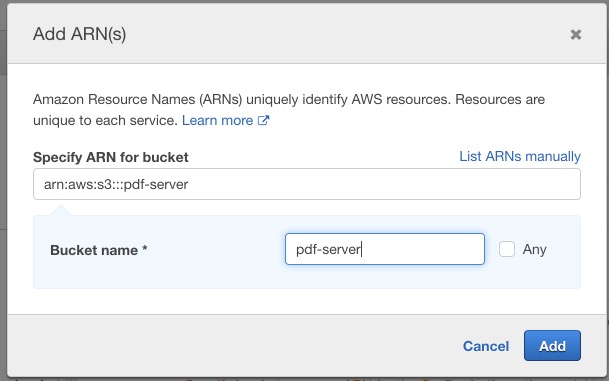 Add ARN(s)
Amazon Resource Names (ARNs) uniquely identify AWS resources. Resources are
unique to each service. Learn more
Specify ARN for bucket List ARNs manually
arn:aws:s3:::pdf-server
Bucket name * pdf-server Any
Cancel Add